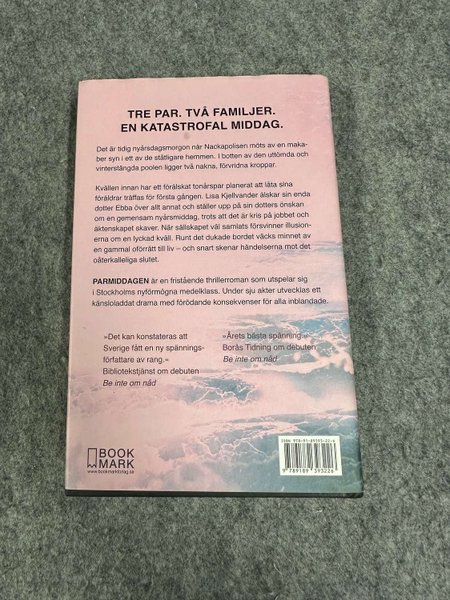 TRE PAR. TVÅ FAMILJER.
EN KATASTROFAL MIDDAG.
Det är tidig nyårsdagsmorgon när Nackapolisen möts av en maka-
ber syn i ett av de ståtligare hemmen. I botten av den uttömda och
vinterstängda poolen ligger två nakna, förvridna kroppar.
Kvällen innan har ett förälskat tonårspar planerat att låta sina
föräldrar träffas för första gången. Lisa Kjellvander älskar sin enda
dotter Ebba över allt annat och ställer upp på sin dotters önskan
om en gemensam nyårsmiddag, trots att det är kris på jobbet och
äktenskapet skaver. När sällskapet väl samlats försvinner illusion-
erna om en lyckad kväll. Runt det dukade bordet väcks minnet av
en gammal oförrätt till liv – och snart skenar händelserna mot det
oåterkalleliga slutet.
PARMIDDAGEN är en fristående thrillerroman som utspelar sig
i Stockholms nyförmögna medelklass. Under sju akter utvecklas ett
känsloladdat drama med förödande konsekvenser för alla inblandade.
»Det kan konstateras att
Sverige fått en ny spännings-
författare av rang.«
Bibliotekstjänst om debuten
Be inte om nåd
»Årets bästa spänning.«
Borås Tidning om debuten
Be inte om nåd
BOOK
MARK
www.bookmarkforlag.se
ISBN 978-91-89393-22-6
9 789189 393226